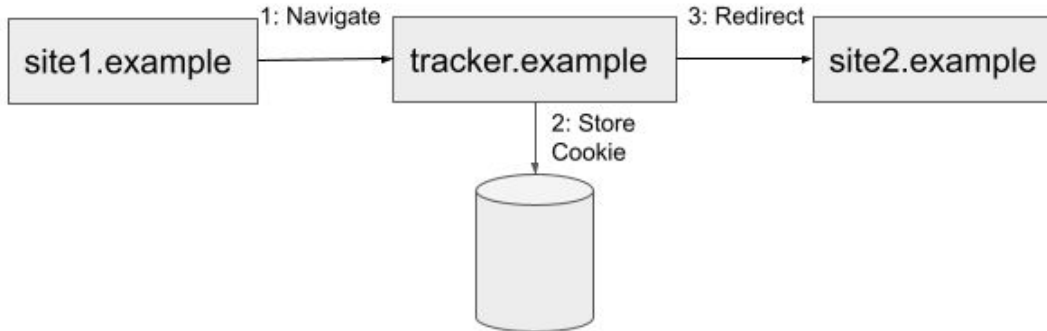 1: Navigate
3: Redirect
site1.example
tracker.example
site2.example
2: Store
Cookie